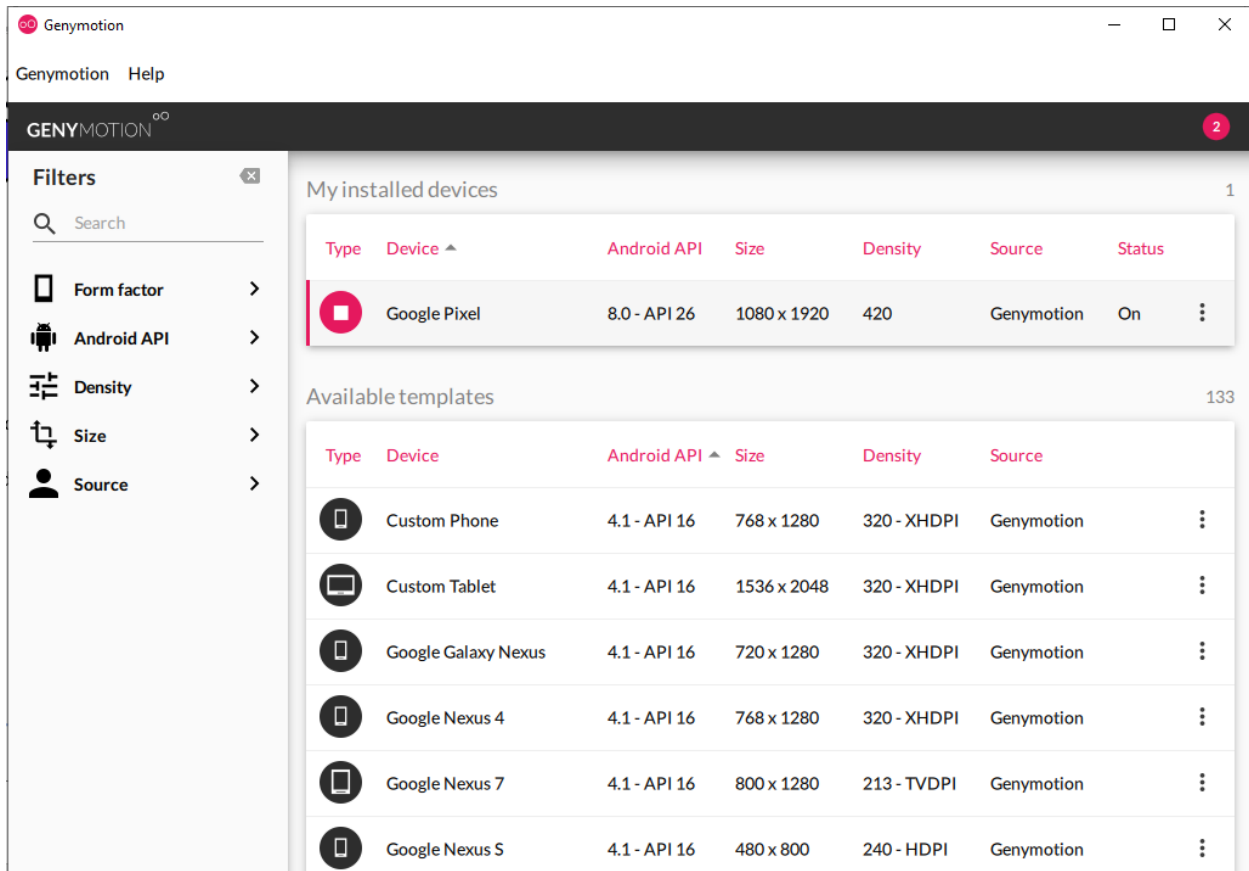 Genymotion
Genymotion Help
GENYMOTION oO 2
Filters
Search
Form factor
Android API
Density
Size
Source
My installed devices 1
Type Device Android API Size Density Source Status
Google Pixel 8.0 - API 26 1080 x 1920 420 Genymotion On
Available templates 133
Type Device Android API Size Density Source
Custom Phone 4.1 - API 16 768 x 1280 320 - XHDPI Genymotion
Custom Tablet 4.1 - API 16 1536 x 2048 320 - XHDPI Genymotion
Google Galaxy Nexus 4.1 - API 16 720 x 1280 320 - XHDPI Genymotion
Google Nexus 4 4.1 - API 16 768 x 1280 320 - XHDPI Genymotion
Google Nexus 7 4.1 - API 16 800 x 1280 213 - TVDPI Genymotion
Google Nexus S 4.1 - API 16 480 x 800 240 - HDPI Genymotion